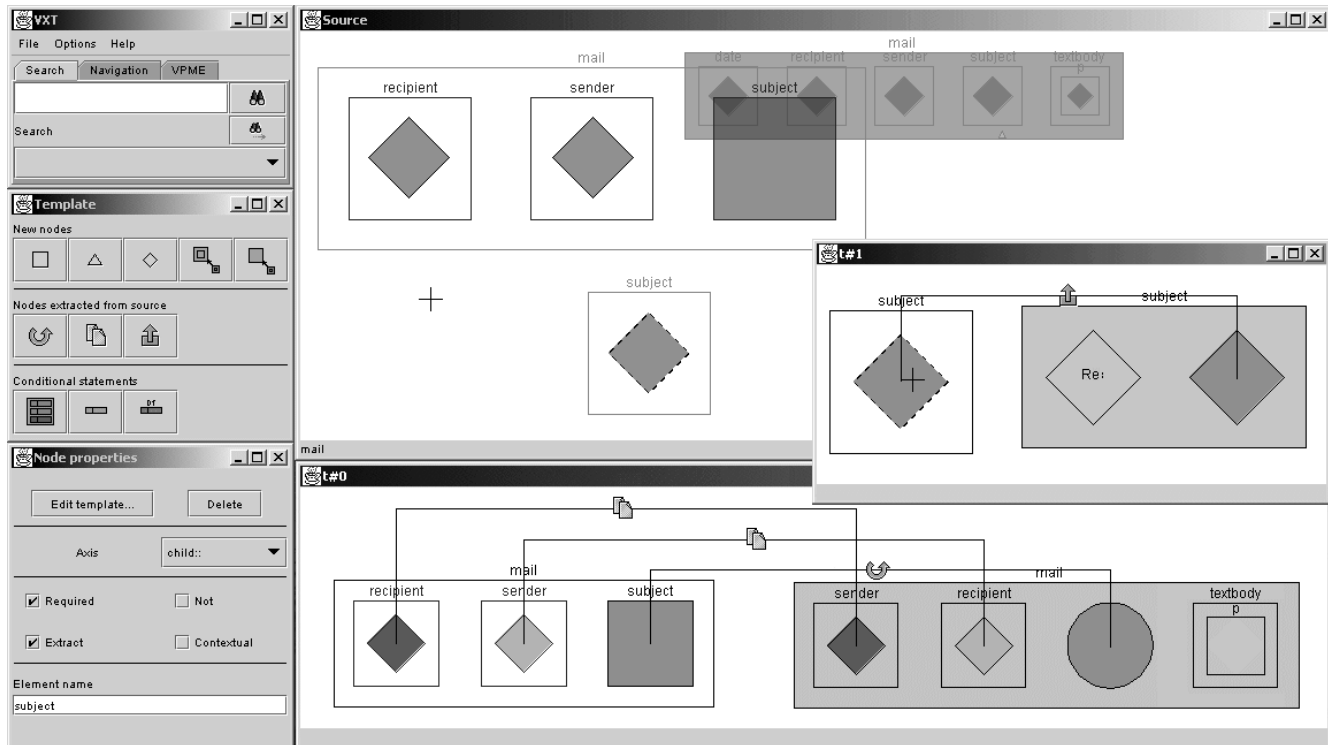 VXT
File Options Help
Search Navigation VPME
Search
Template
New nodes
Nodes extracted from source
Conditional statements
Df
Node properties
Edit template... Delete
Axis child::
Required Not
Extract Contextual
Element name
subject
Source
mail
date recipient sender subject textbody
p
mail
recipient sender subject
subject
mail
t#1
subject subject
Re:
t#0
mail mail
recipient sender subject sender recipient textbody
p